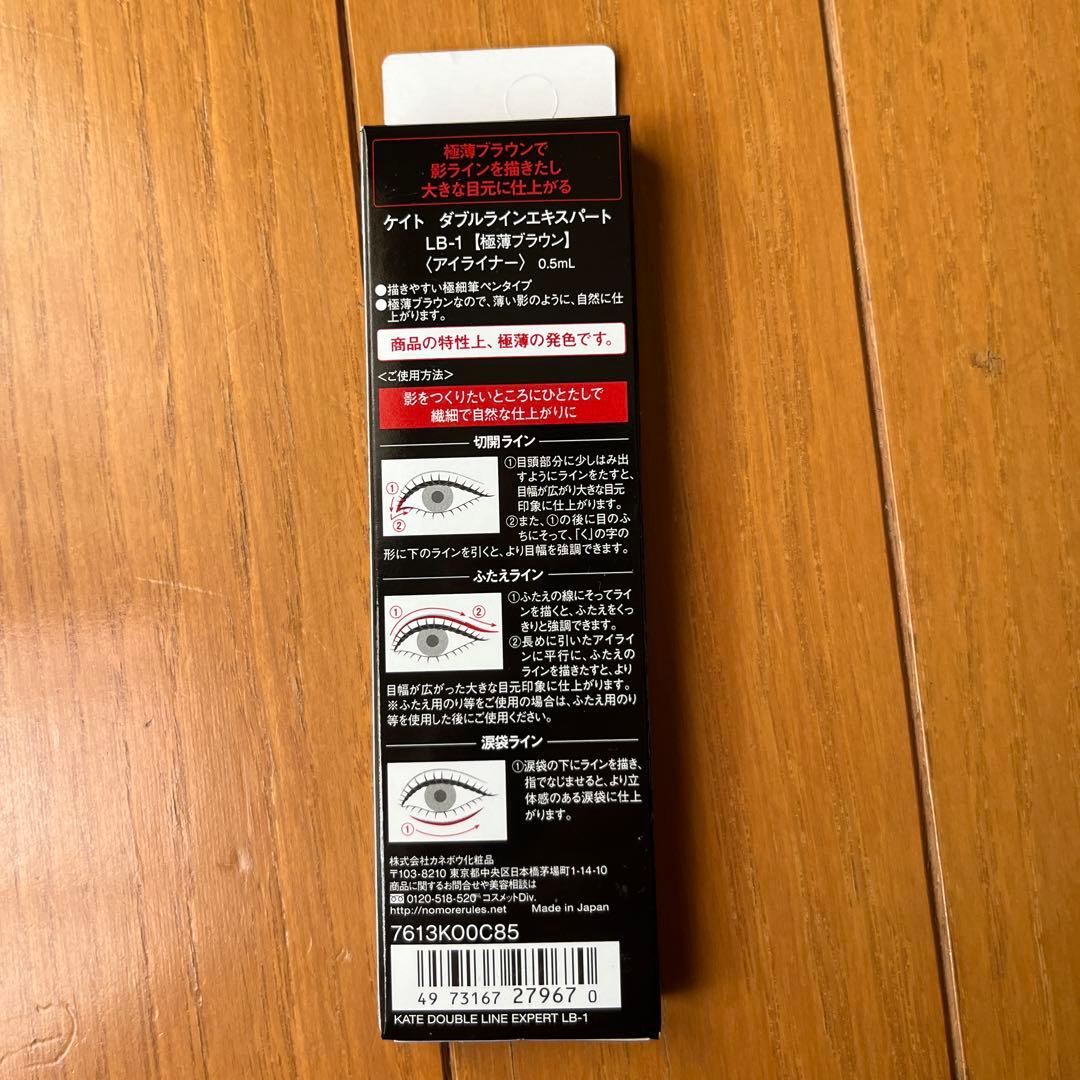 極薄ブラウンで
影ラインを描きたし
大きな目元に仕上がる
ケイト ダブルラインエキスパート
LB-1【極薄ブラウン】
〈アイライナー〉 0.5mL
●描きやすい極細筆ペンタイプ
●極薄ブラウンなので、薄い影のように、自然に仕
上がります。
商品の特性上、極薄の発色です。
<ご使用方法>
影をつくりたいところにひとたしで
繊細で自然な仕上がりに
切開ライン
①
②
①目頭部分に少しはみ出
すようにラインをたすと、
目幅が広がり大きな目元
印象に仕上がります。
②また、①の後に目のふ
ちにそって、「く」の字の
形に下のラインを引くと、より目幅を強調できます。
ふたえライン
① ②
①ふたえの線にそってライ
ンを描くと、ふたえをくっ
きりと強調できます。
②長めに引いたアイライ
ンに平行に、ふたえの
ラインを描きたすと、より
目幅が広がった大きな目元印象に仕上がります。
※ふたえ用のり等をご使用の場合は、ふたえ用のり
等を使用した後にご使用ください。
涙袋ライン
①
①涙袋の下にラインを描き、
指でなじませると、より立
体感のある涙袋に仕上
がります。
株式会社カネボウ化粧品
〒103-8210 東京都中央区日本橋茅場町1-14-10
商品に関するお問合せや美容相談は
0120-518-520 コスメットDiv.
http://nomorerules.net Made in Japan
7613K00C85
49 73167 27967 0
KATE DOUBLE LINE EXPERT LB-1